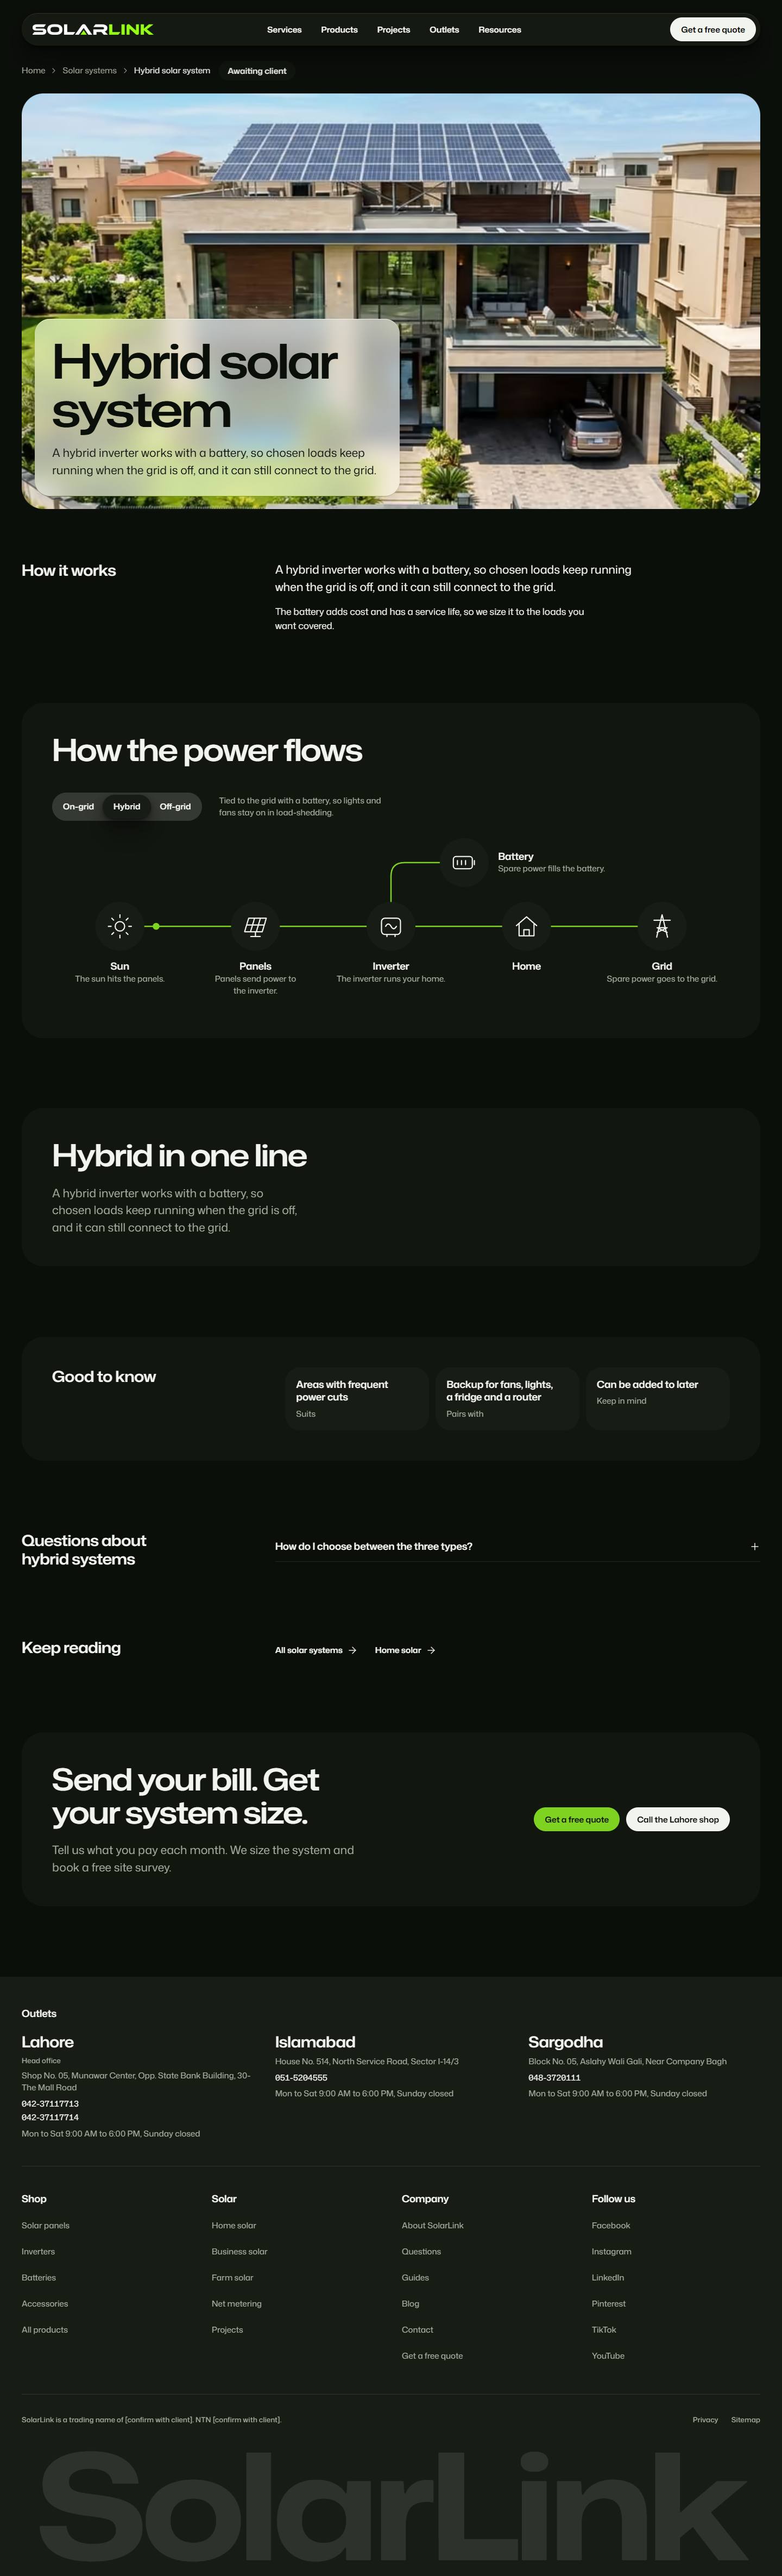 SOLARLINK
Services Products Projects Outlets Resources
Get a free quote
Home > Solar systems > Hybrid solar system Awaiting client
Hybrid solar
system
A hybrid inverter works with a battery, so chosen loads keep
running when the grid is off, and it can still connect to the grid.
How it works
A hybrid inverter works with a battery, so chosen loads keep running
when the grid is off, and it can still connect to the grid.
The battery adds cost and has a service life, so we size it to the loads you
want covered.
How the power flows
On-grid Hybrid Off-grid
Tied to the grid with a battery, so lights and
fans stay on in load-shedding.
Battery
Spare power fills the battery.
Sun
The sun hits the panels.
Panels
Panels send power to
the inverter.
Inverter
The inverter runs your home.
Home
Grid
Spare power goes to the grid.
Hybrid in one line
A hybrid inverter works with a battery, so
chosen loads keep running when the grid is off,
and it can still connect to the grid.
Good to know
Areas with frequent
power cuts
Suits
Backup for fans, lights,
a fridge and a router
Pairs with
Can be added to later
Keep in mind
Questions about
hybrid systems
How do I choose between the three types?
Keep reading
All solar systems
Home solar
Send your bill. Get
your system size.
Tell us what you pay each month. We size the system and
book a free site survey.
Get a free quote
Call the Lahore shop
Outlets
Lahore
Head office
Shop No. 05, Munawar Center, Opp. State Bank Building, 30-
The Mall Road
042-37117713
042-37117714
Mon to Sat 9:00 AM to 6:00 PM, Sunday closed
Islamabad
House No. 514, North Service Road, Sector I-14/3
051-5204555
Mon to Sat 9:00 AM to 6:00 PM, Sunday closed
Sargodha
Block No. 05, Aslahy Wali Gali, Near Company Bagh
048-3720111
Mon to Sat 9:00 AM to 6:00 PM, Sunday closed
Shop
Solar panels
Inverters
Batteries
Accessories
All products
Solar
Home solar
Business solar
Farm solar
Net metering
Projects
Company
About SolarLink
Questions
Guides
Blog
Contact
Get a free quote
Follow us
Facebook
Instagram
LinkedIn
Pinterest
TikTok
YouTube
SolarLink is a trading name of [confirm with client]. NTN [confirm with client].
Privacy Sitemap
SolarLink